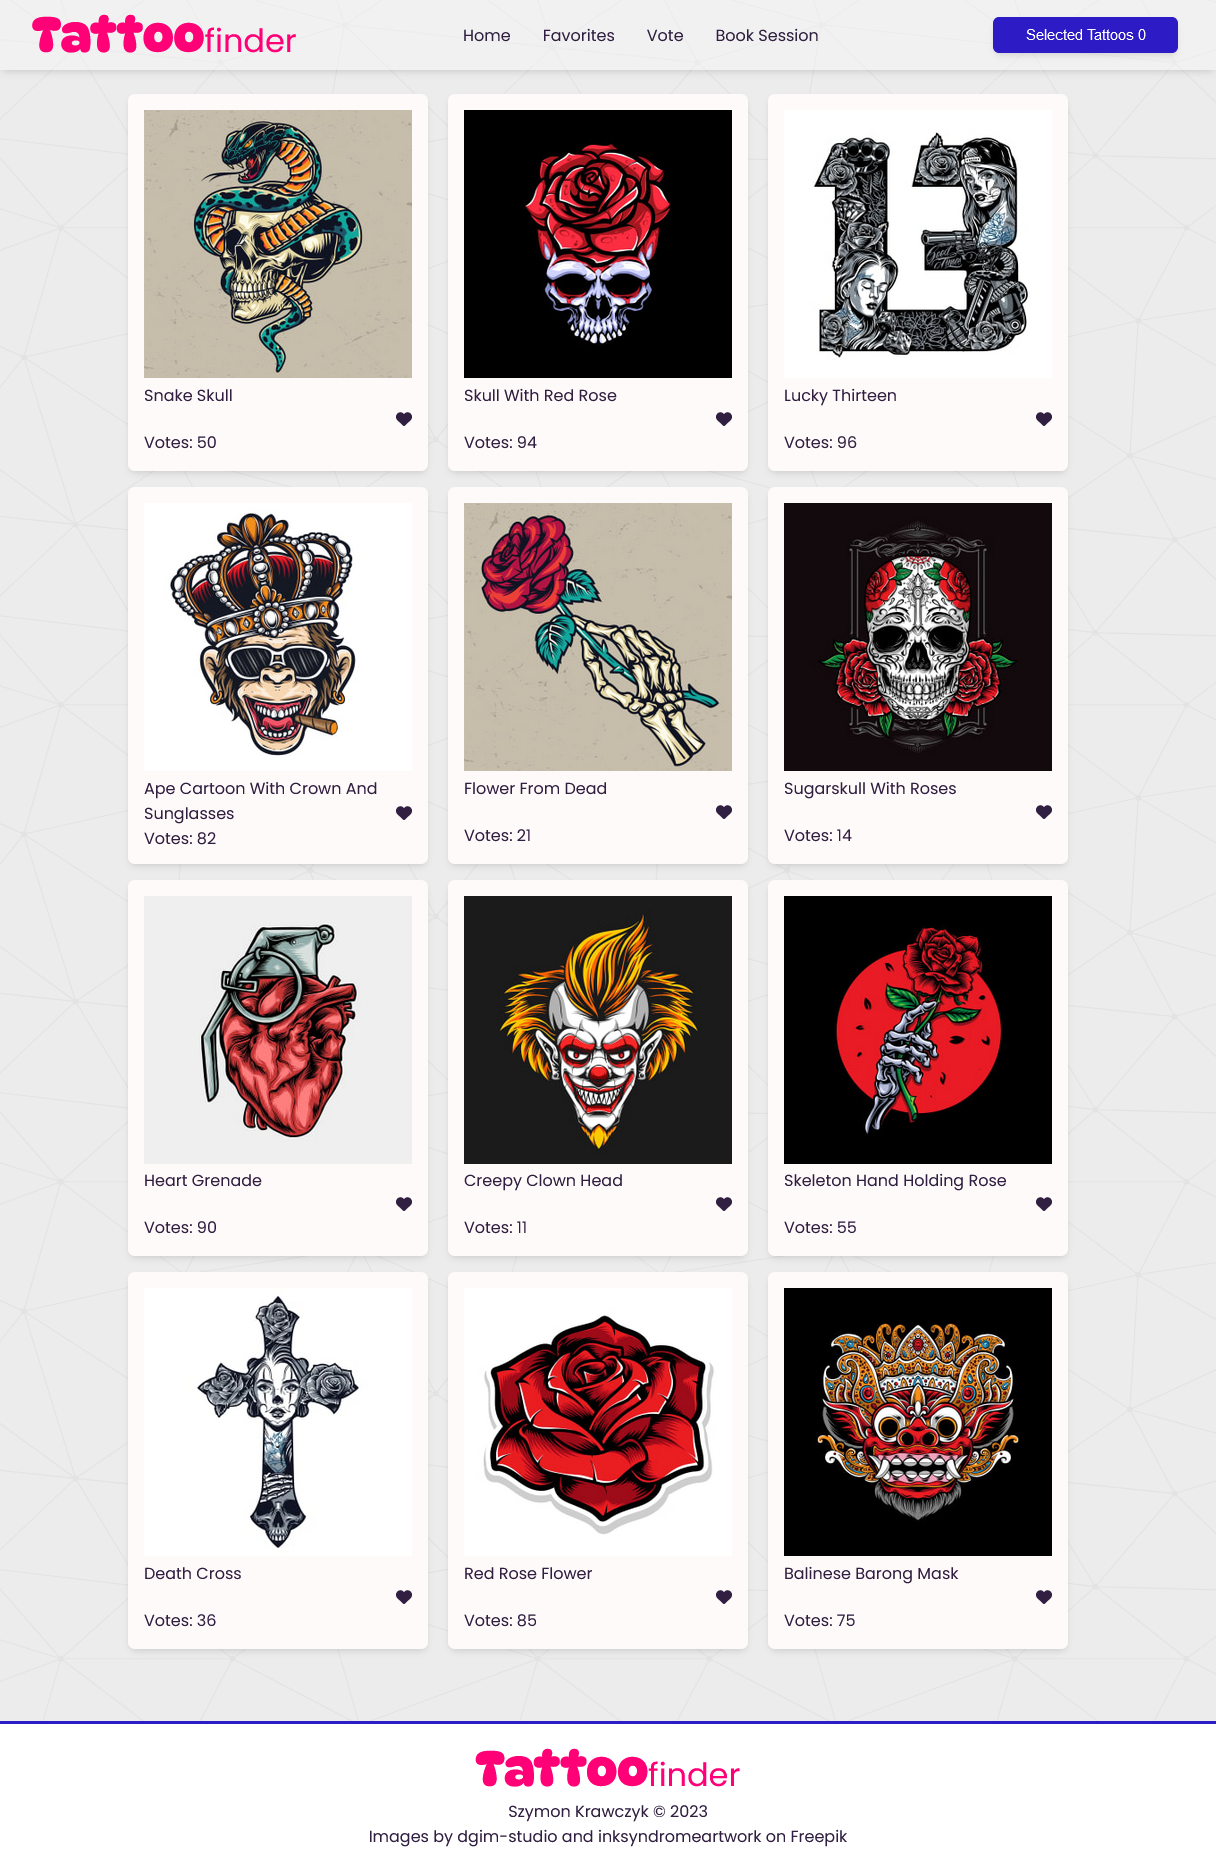 Tattoofinder
Home Favorites Vote Book Session
Selected Tattoos 0
Snake Skull
Votes: 50
Skull With Red Rose
Votes: 94
13
Lucky Thirteen
Votes: 96
Ape Cartoon With Crown And
Sunglasses
Votes: 82
Flower From Dead
Votes: 21
Sugarskull With Roses
Votes: 14
Heart Grenade
Votes: 90
Creepy Clown Head
Votes: 11
Skeleton Hand Holding Rose
Votes: 55
Death Cross
Votes: 36
Red Rose Flower
Votes: 85
Balinese Barong Mask
Votes: 75
Tattoofinder
Szymon Krawczyk © 2023
Images by dgim-studio and inksyndromeartwork on Freepik